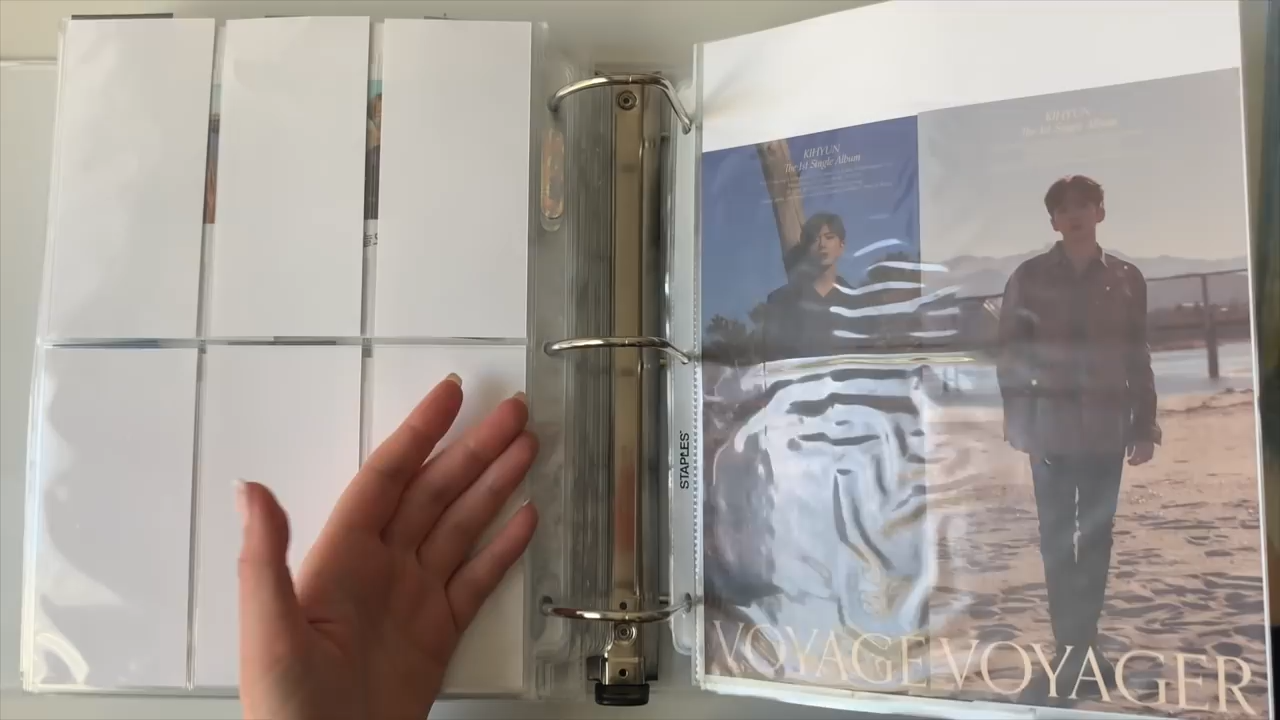 STAPLES
KIHYUN
The 1st Single Album
VOYAGE
KIHYUN
The 1st Single Album
VOYAGER